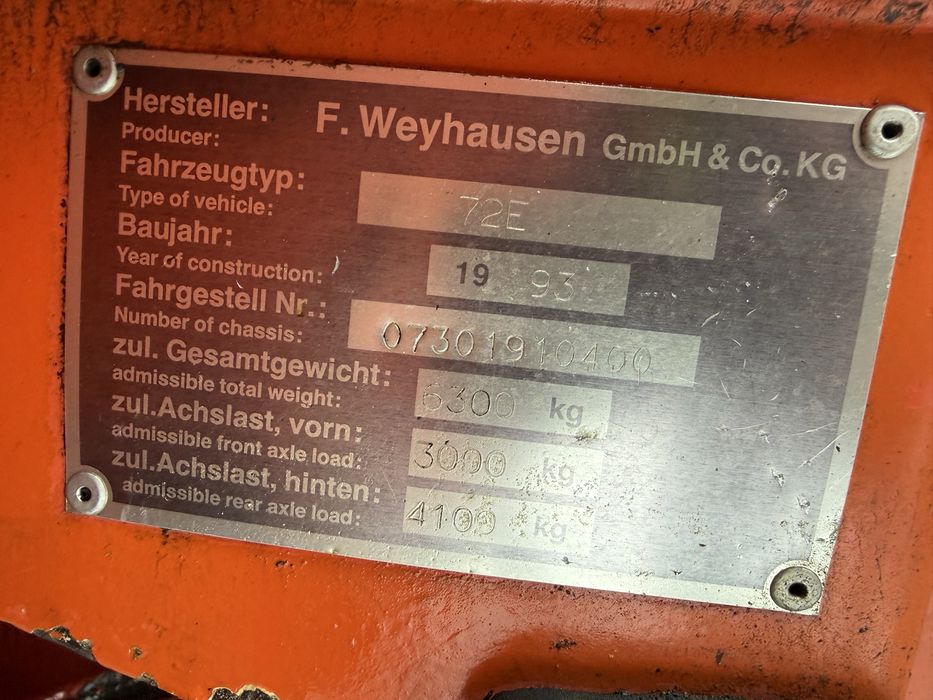 Hersteller: F. Weyhausen GmbH & Co. KG
Producer:
Fahrzeugtyp: 72E
Type of vehicle:
Baujahr: 19 93
Year of construction:
Fahrgestell Nr.: 07301910400
Number of chassis:
zul. Gesamtgewicht: 6300 kg
admissible total weight:
zul.Achslast, vorn: 3000 kg
admissible front axle load:
zul.Achslast, hinten: 4100 kg
admissible rear axle load: